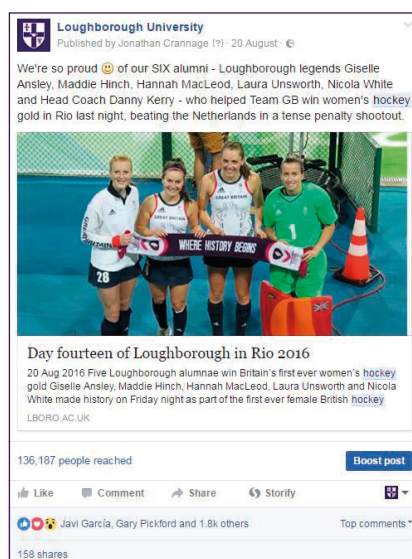 Loughborough University
Published by Jonathan Crannage [?] · 20 August ·
We're so proud 🙂 of our SIX alumni - Loughborough legends Giselle
Ansley, Maddie Hinch, Hannah MacLeod, Laura Unsworth, Nicola White
and Head Coach Danny Kerry - who helped Team GB win women's hockey
gold in Rio last night, beating the Netherlands in a tense penalty shootout.
GREAT BRITAIN
GREAT BRITAIN
1
WHERE HISTORY BEGINS
28
Day fourteen of Loughborough in Rio 2016
20 Aug 2016 Five Loughborough alumnae win Britain's first ever women's hockey
gold Giselle Ansley, Maddie Hinch, Hannah MacLeod, Laura Unsworth and Nicola
White made history on Friday night as part of the first ever female British hockey
LBORO.AC.UK
136,187 people reached
Boost post
Like Comment Share Storify
Javi García, Gary Pickford and 1.8k others
Top comments
158 shares